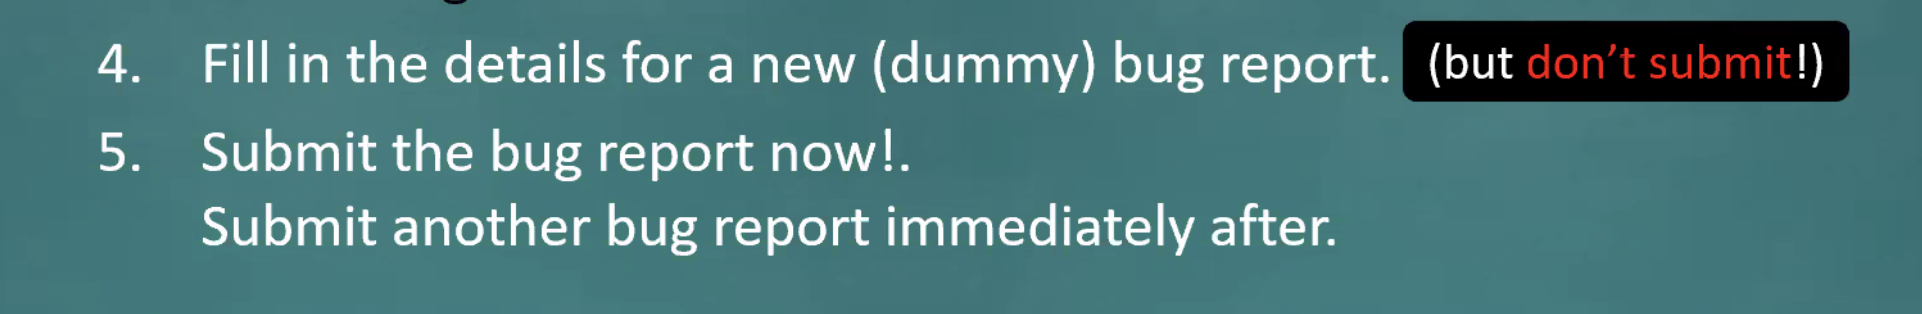 4. Fill in the details for a new (dummy) bug report. (but don’t submit!)
5. Submit the bug report now!.
Submit another bug report immediately after.